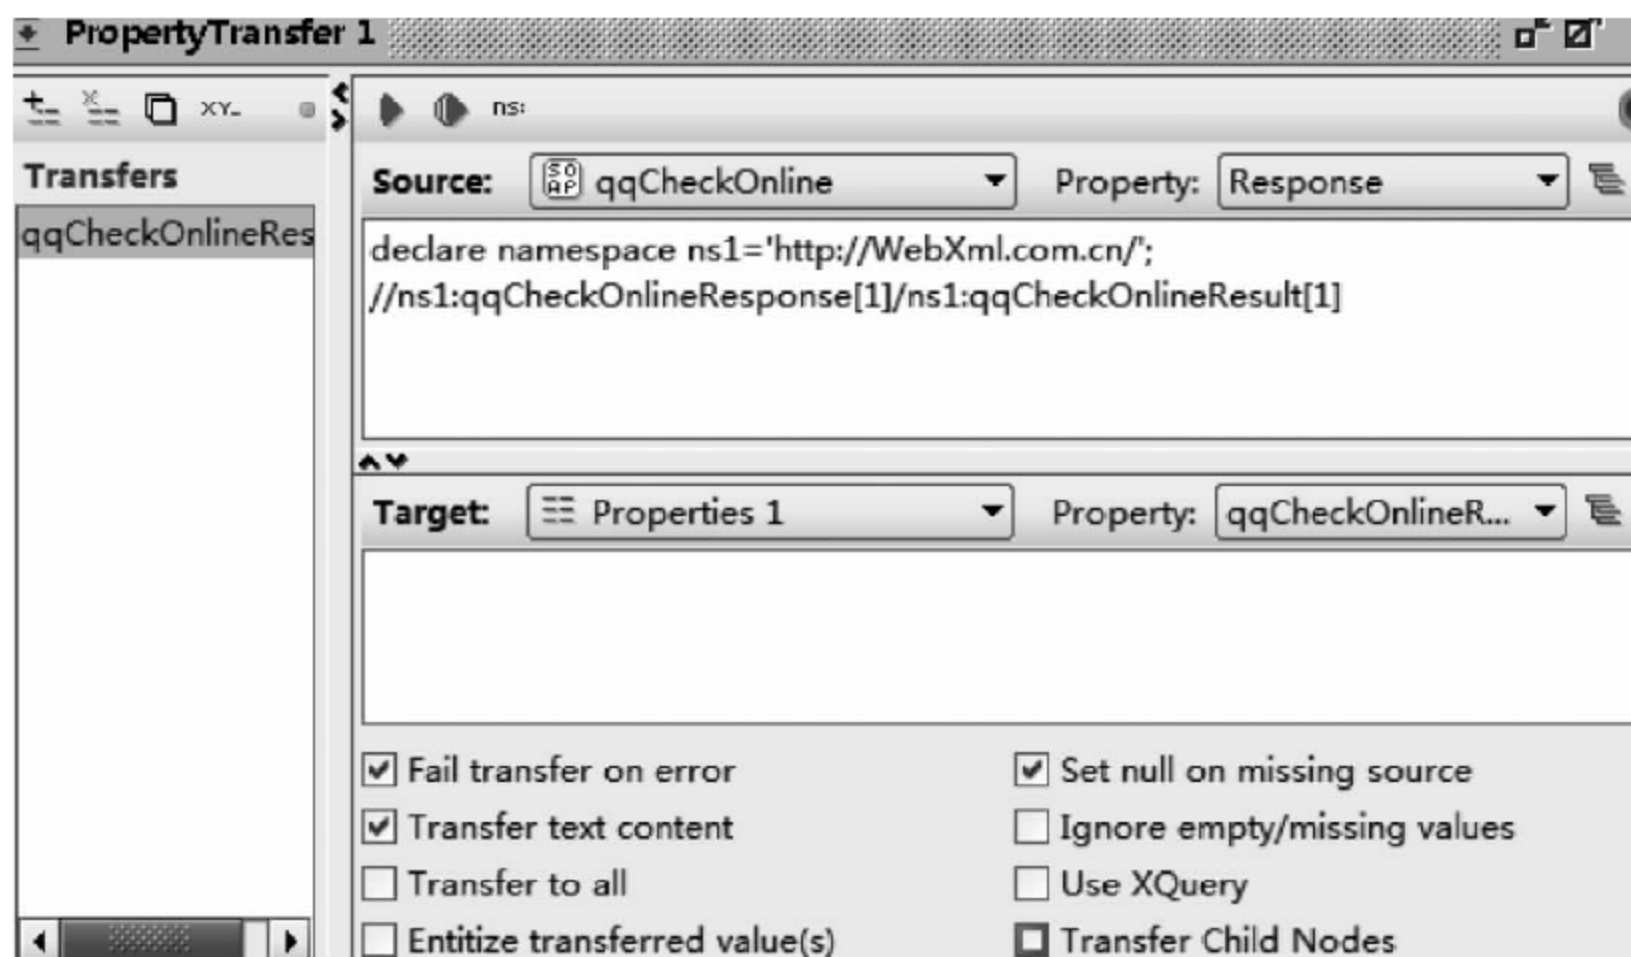 PropertyTransfer 1
XY_
ns:
Transfers
qqCheckOnlineRes
Source: SOAP qqCheckOnline Property: Response
declare namespace ns1='http://WebXml.com.cn/';
//ns1:qqCheckOnlineResponse[1]/ns1:qqCheckOnlineResult[1]
Target: Properties 1 Property: qqCheckOnlineR...
Fail transfer on error
Set null on missing source
Transfer text content
Ignore empty/missing values
Transfer to all
Use XQuery
Entitize transferred value(s)
Transfer Child Nodes